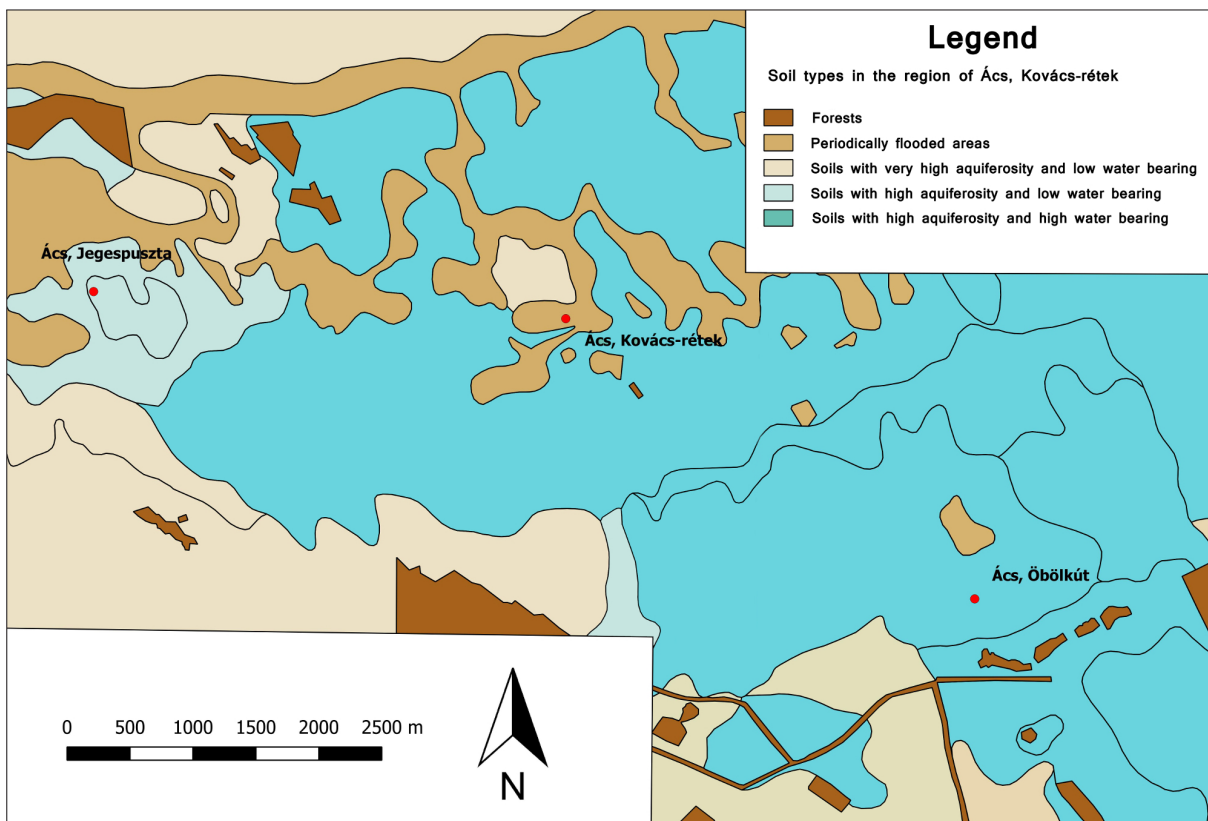 Legend
Soil types in the region of Ács, Kovács-rétek
Forests
Periodically flooded areas
Soils with very high aquiferosity and low water bearing
Soils with high aquiferosity and low water bearing
Soils with high aquiferosity and high water bearing
Ács, Jegespuszta
Ács, Kovács-rétek
Ács, Öbölkút
0 500 1000 1500 2000 2500 m
N